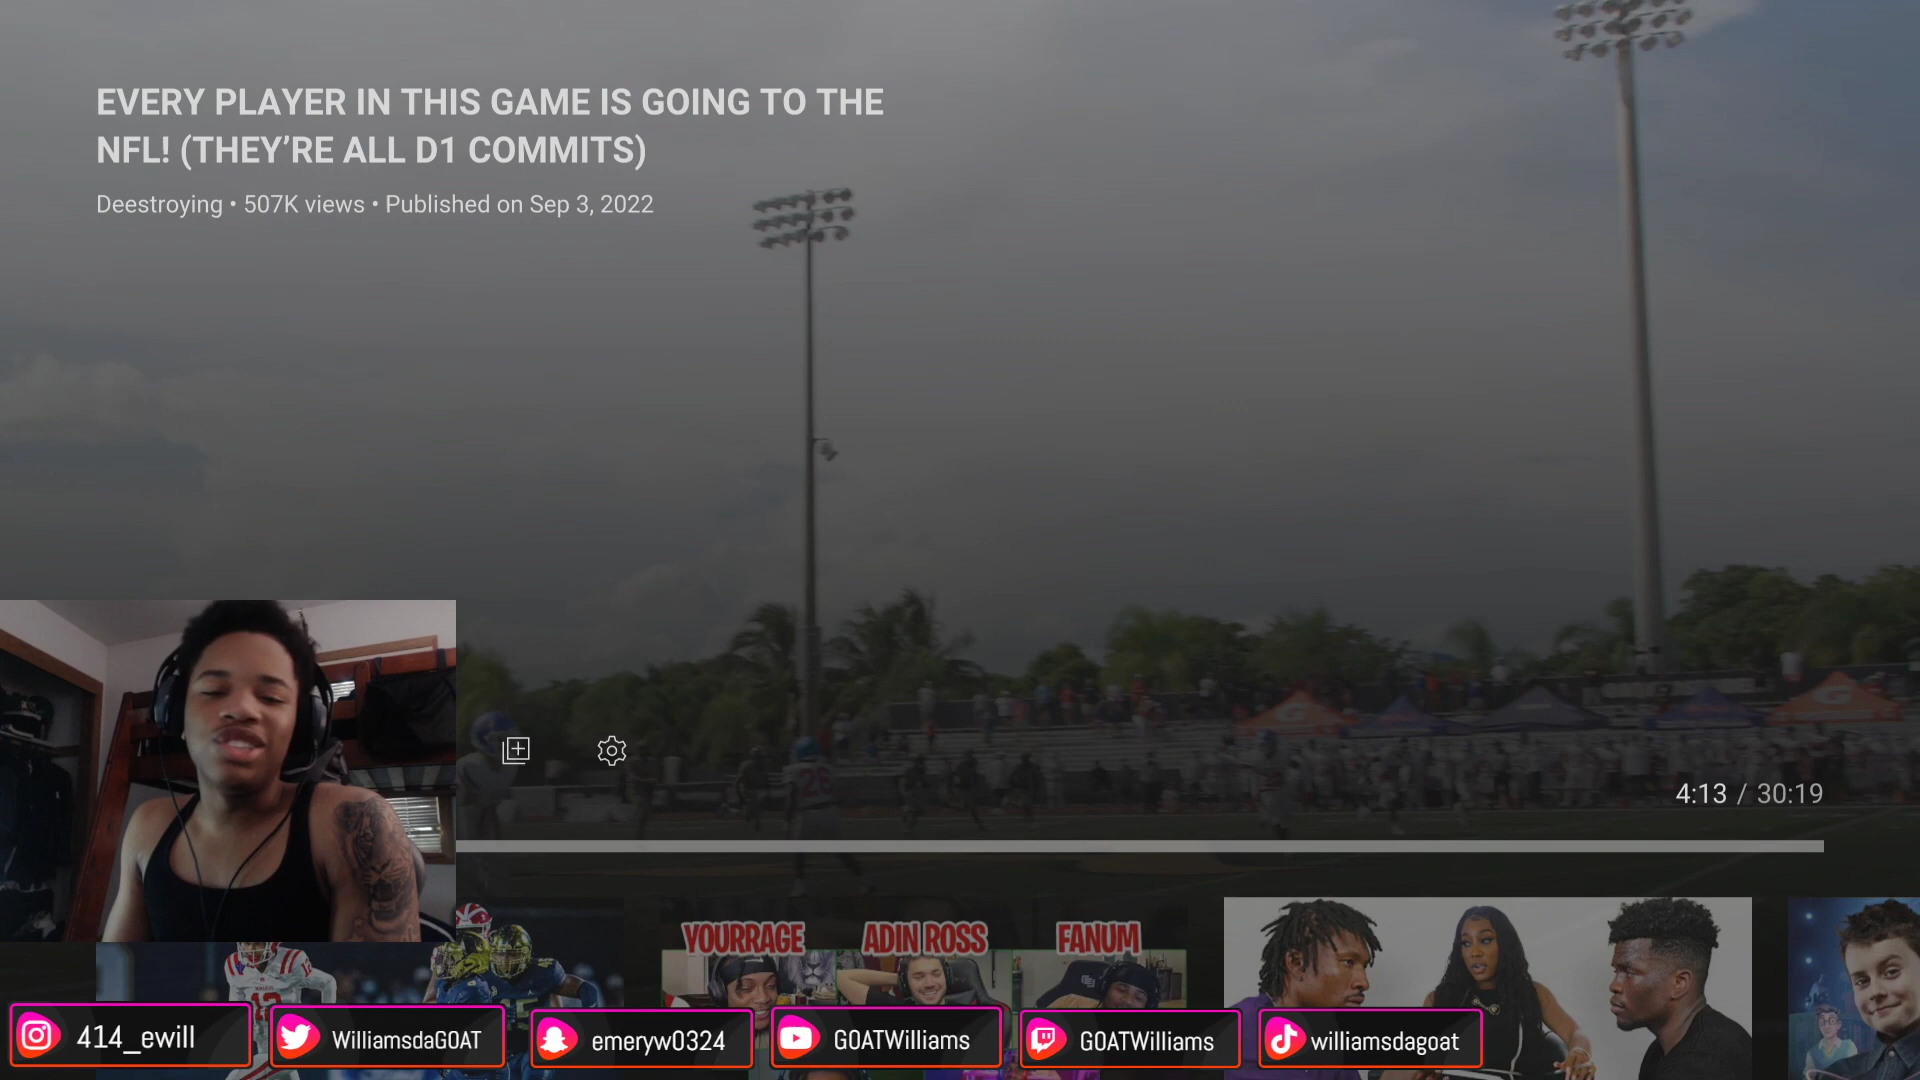 EVERY PLAYER IN THIS GAME IS GOING TO THE
NFL! (THEY’RE ALL D1 COMMITS)
Deestroying • 507K views • Published on Sep 3, 2022
4:13 / 30:19
YOURRAGE ADIN ROSS FANUM
414_ewill
WilliamsdaGOAT
emeryw0324
GOATWilliams
GOATWilliams
williamsdagoat